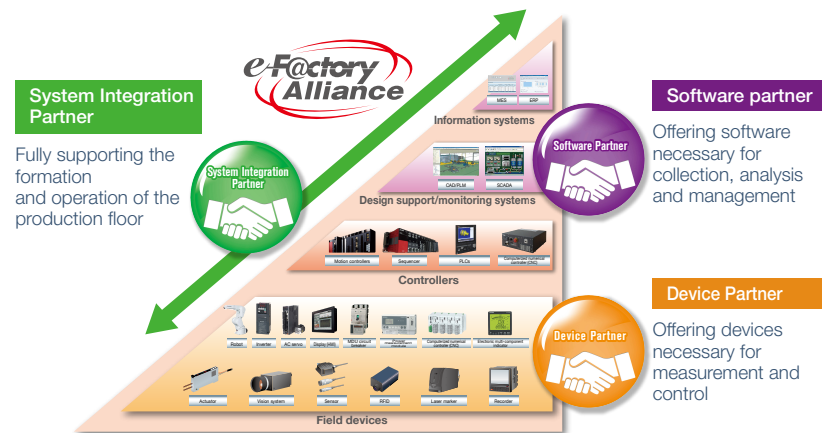 e-F@ctory
Alliance
System Integration
Partner
Fully supporting the
formation
and operation of the
production floor
System Integration
Partner
MES
ERP
Information systems
CAD/PLM
SCADA
Design support/monitoring systems
Motion controllers
Sequencer
PLCs
Computerized numerical
controller (CNC)
Controllers
Robot
Inverter
AC servo
Display (HMI)
MDU circuit
breaker
Computerized numerical
controller (CNC)
Electronic multi-component
indicator
Actuator
Vision system
Sensor
RFID
Laser marker
Recorder
Field devices
Software partner
Software Partner
Offering software
necessary for
collection, analysis
and management
Device Partner
Device Partner
Offering devices
necessary for
measurement and
control